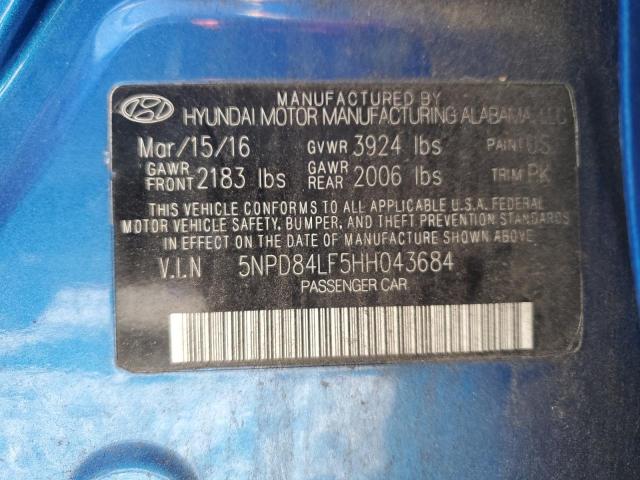 MANUFACTURED BY
HYUNDAI MOTOR MANUFACTURING ALABAMA, LLC
Mar/15/16 GVWR 3924 lbs PAINT US
GAWR FRONT 2183 lbs GAWR REAR 2006 lbs TRIM PK
THIS VEHICLE CONFORMS TO ALL APPLICABLE U.S.A. FEDERAL
MOTOR VEHICLE SAFETY, BUMPER, AND THEFT PREVENTION STANDARDS
IN EFFECT ON THE DATE OF MANUFACTURE SHOWN ABOVE.
V.I.N 5NPD84LF5HH043684
PASSENGER CAR